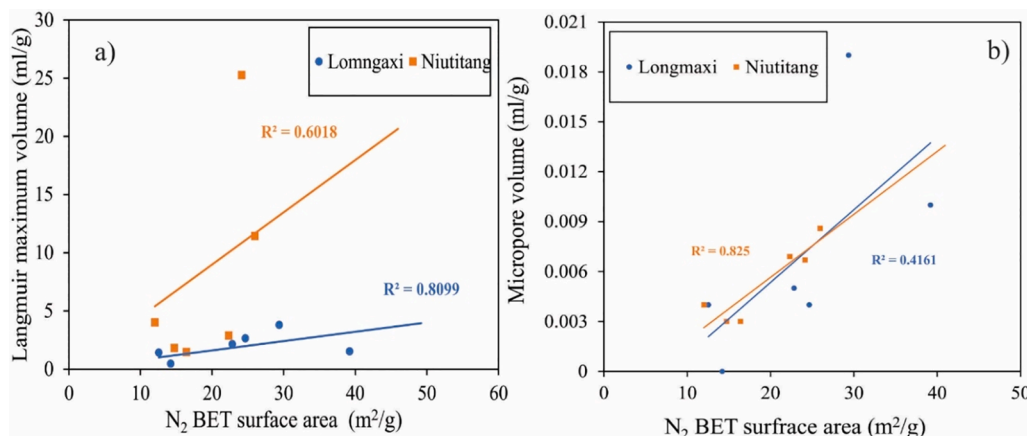 a)
Lomngaxi Niutitang
R² = 0.6018
R² = 0.8099
Langmuir maximum volume (ml/g)
30
25
20
15
10
5
0
0 10 20 30 40 50 60
N₂ BET surface area (m²/g)
b)
Longmaxi Niutitang
R² = 0.825
R² = 0.4161
Micropore volume (ml/g)
0.021
0.018
0.015
0.012
0.009
0.006
0.003
0
0 10 20 30 40 50
N₂ BET surfrace area (m²/g)